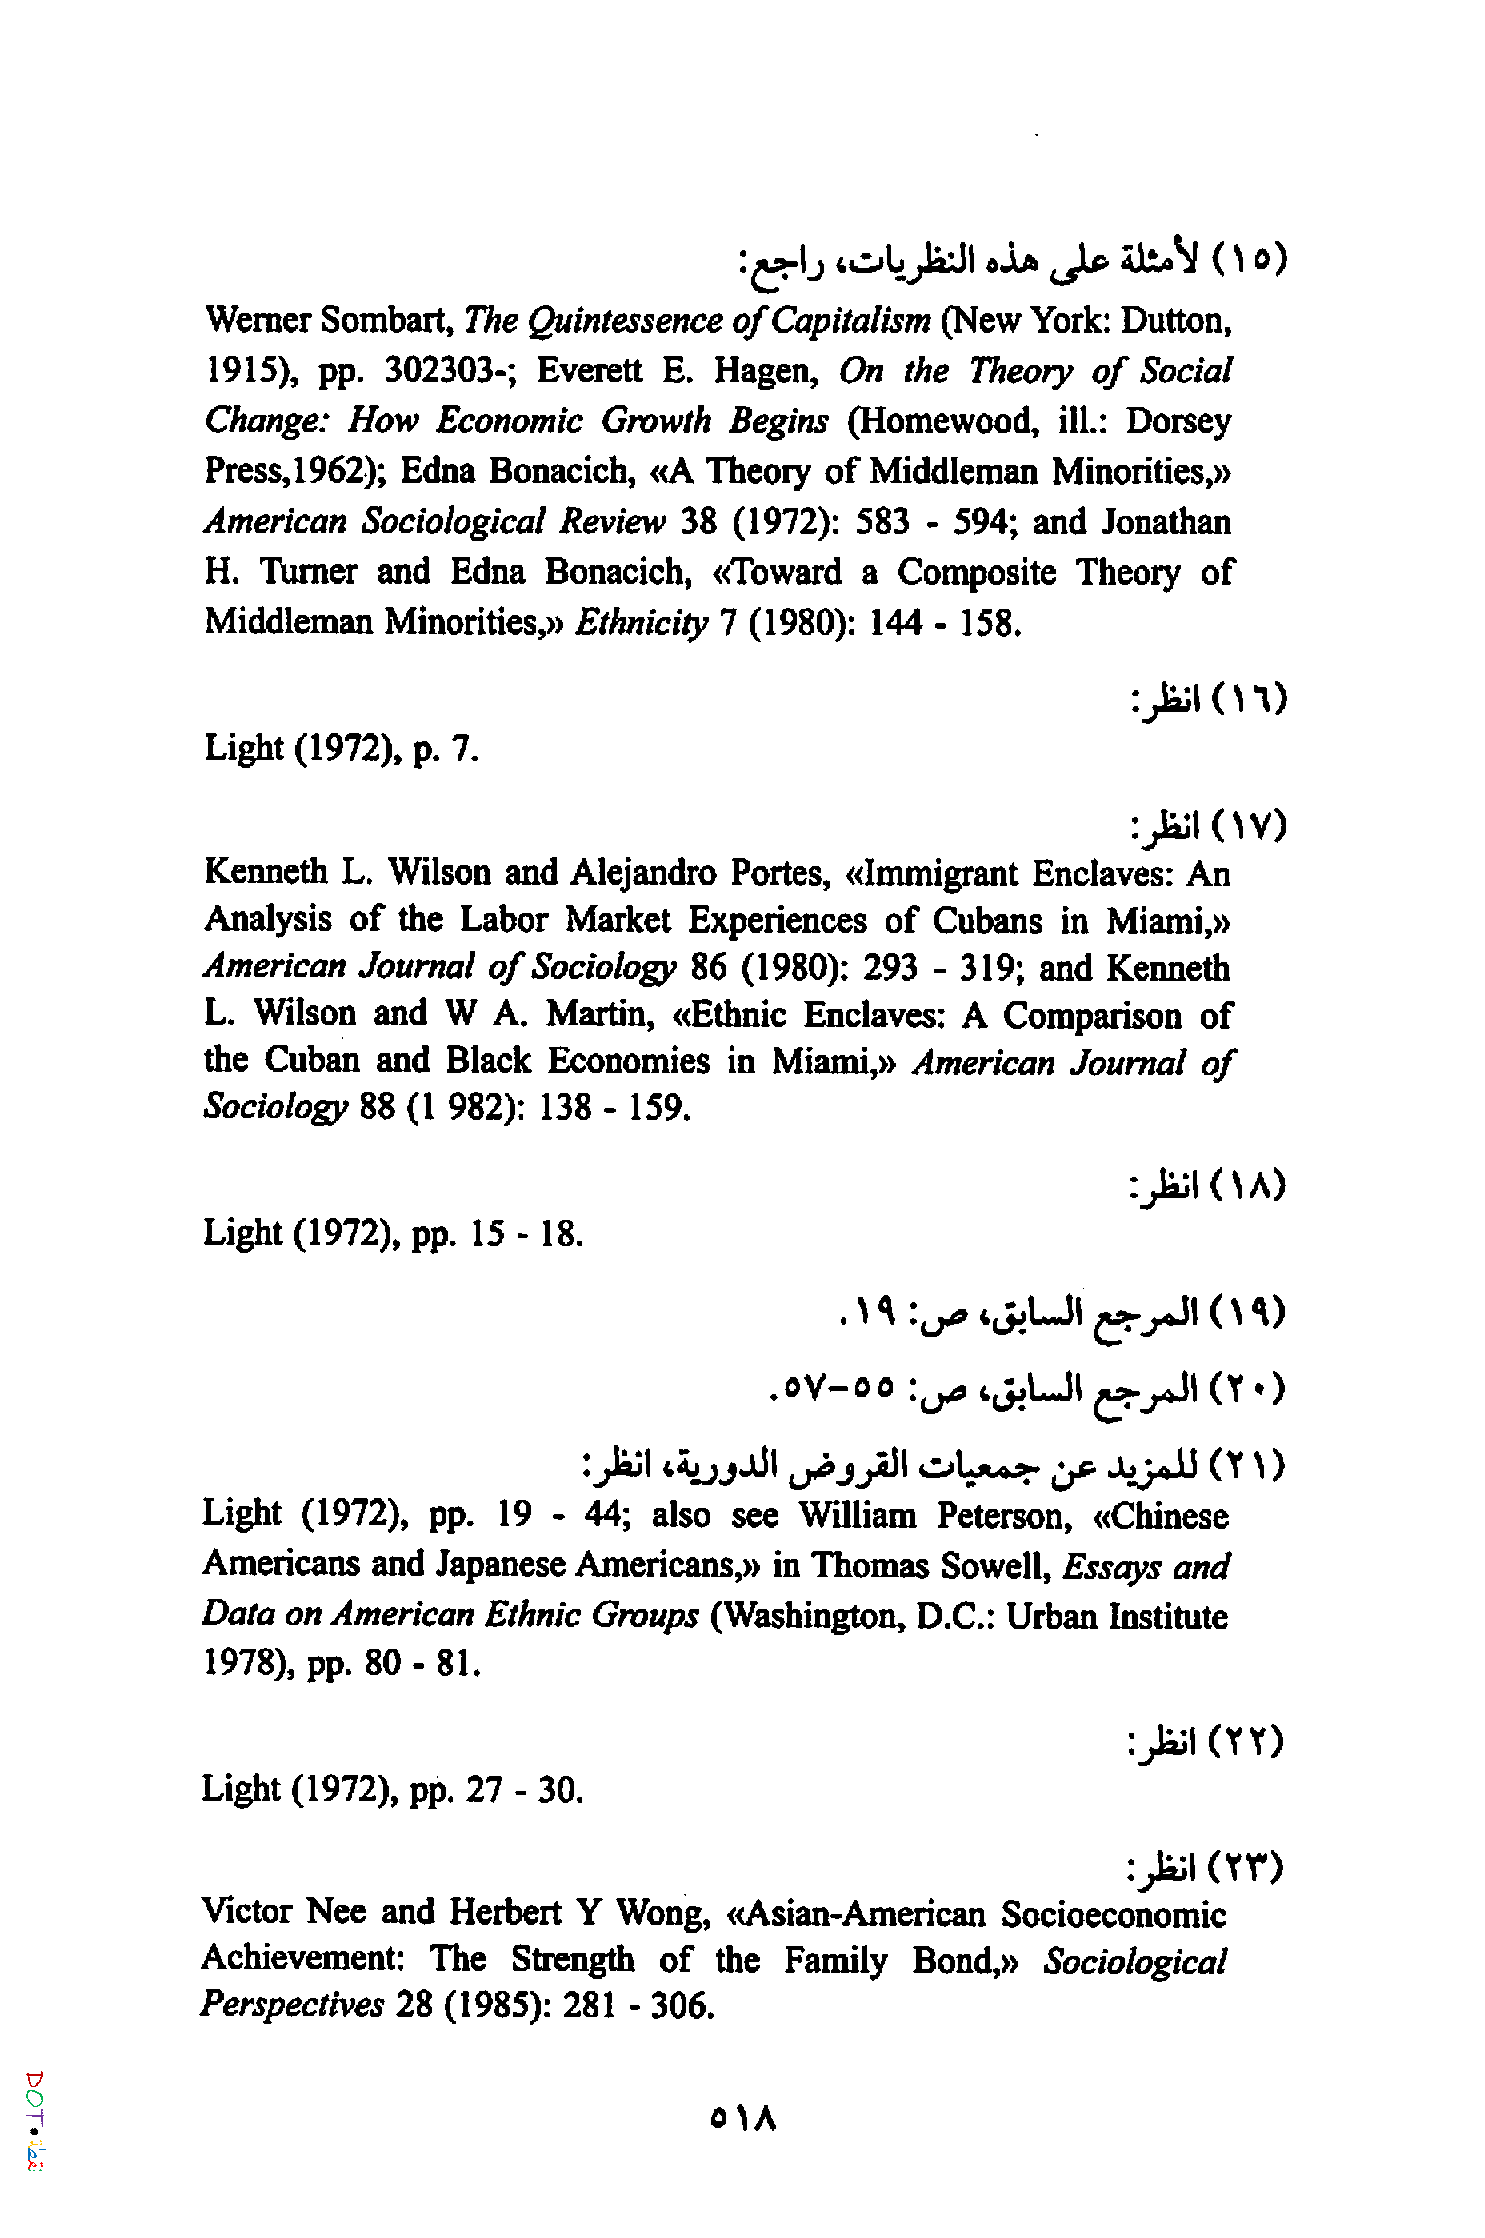 (١٥) لأمثلة على هذه النظريات، راجع:
Werner Sombart, The Quintessence of Capitalism (New York: Dutton,
1915), pp. 302303-; Everett E. Hagen, On the Theory of Social
Change: How Economic Growth Begins (Homewood, ill.: Dorsey
Press,1962); Edna Bonacich, «A Theory of Middleman Minorities,»
American Sociological Review 38 (1972): 583 - 594; and Jonathan
H. Turner and Edna Bonacich, «Toward a Composite Theory of
Middleman Minorities,» Ethnicity 7 (1980): 144 - 158.
(١٦) انظر:
Light (1972), p. 7.
(١٧) انظر:
Kenneth L. Wilson and Alejandro Portes, «Immigrant Enclaves: An
Analysis of the Labor Market Experiences of Cubans in Miami,»
American Journal of Sociology 86 (1980): 293 - 319; and Kenneth
L. Wilson and W A. Martin, «Ethnic Enclaves: A Comparison of
the Cuban and Black Economies in Miami,» American Journal of
Sociology 88 (1 982): 138 - 159.
(١٨) انظر:
Light (1972), pp. 15 - 18.
(١٩) المرجع السابق، ص: ١٩.
(٢٠) المرجع السابق، ص: ٥٥-٥٧.
(٢١) للمزيد عن جمعيات القروض الدورية، انظر:
Light (1972), pp. 19 - 44; also see William Peterson, «Chinese
Americans and Japanese Americans,» in Thomas Sowell, Essays and
Data on American Ethnic Groups (Washington, D.C.: Urban Institute
1978), pp. 80 - 81.
(٢٢) انظر:
Light (1972), pp. 27 - 30.
(٢٣) انظر:
Victor Nee and Herbert Y Wong, «Asian-American Socioeconomic
Achievement: The Strength of the Family Bond,» Sociological
Perspectives 28 (1985): 281 - 306.
٥١٨
DOT•نقطة